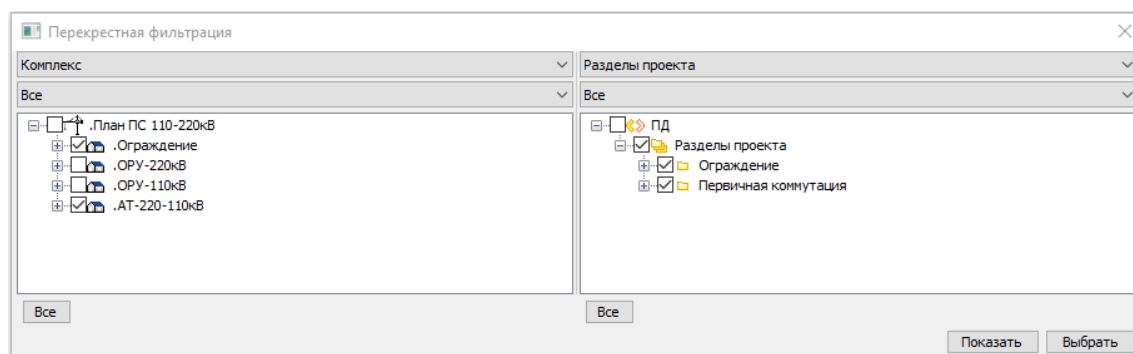 Перекрестная фильтрация
Комплекс
Разделы проекта
Все
Все
.План ПС 110-220кВ
.Ограждение
.ОРУ-220кВ
.ОРУ-110кВ
.АТ-220-110кВ
ПД
Разделы проекта
Ограждение
Первичная коммутация
Все
Все
Показать
Выбрать